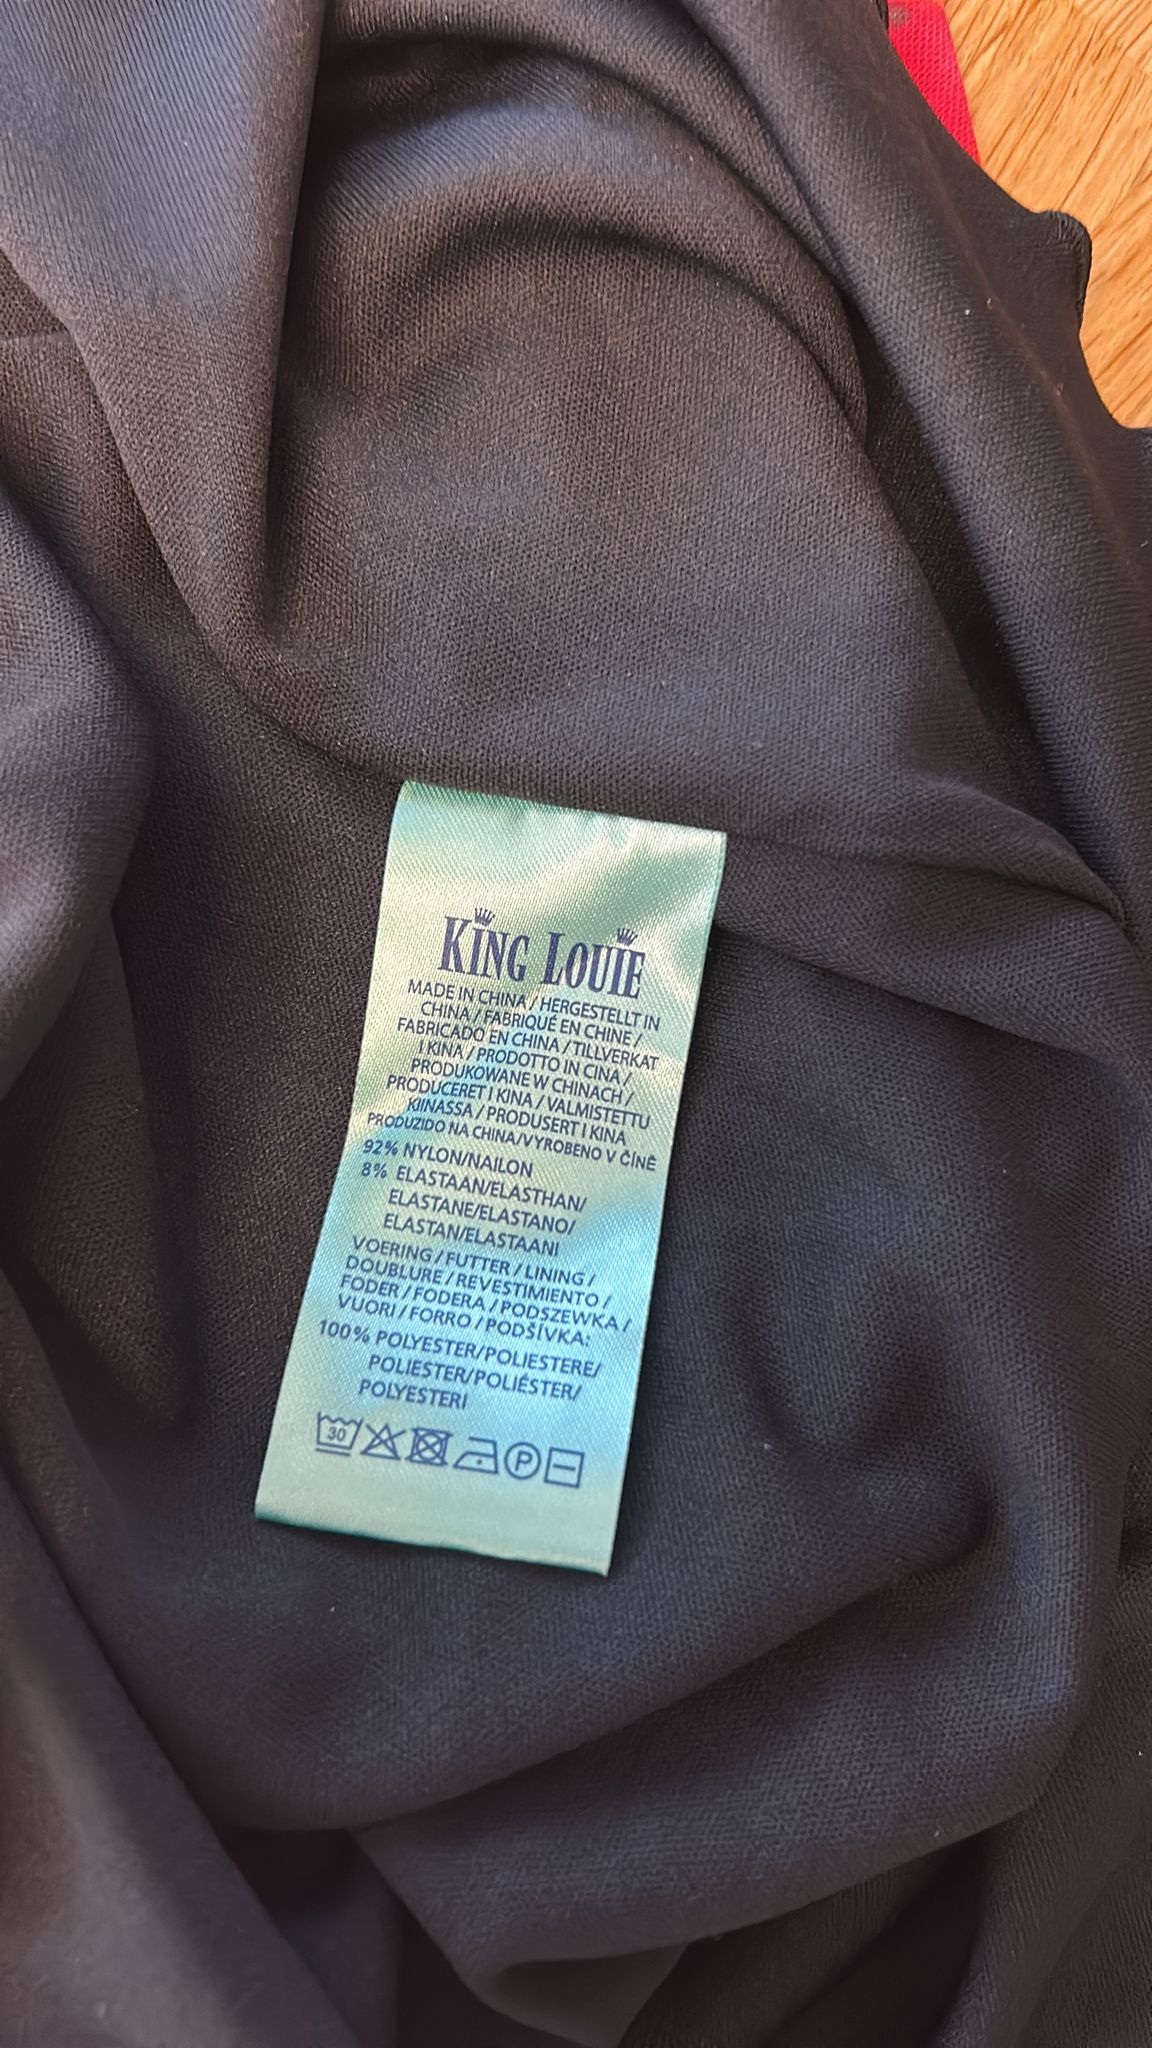 KING LOUIE
MADE IN CHINA / HERGESTELLT IN
CHINA / FABRIQUÉ EN CHINE /
FABRICADO EN CHINA / TILLVERKAT
I KINA / PRODOTTO IN CINA /
PRODUKOWANE W CHINACH /
PRODUCERET I KINA / VALMISTETTU
KIINASSA / PRODUSERT I KINA
PRODUZIDO NA CHINA/VYROBENO V ČÍNĚ
92% NYLON/NAILON
8% ELASTAAN/ELASTHAN/
ELASTANE/ELASTANO/
ELASTAN/ELASTAANI
VOERING / FUTTER / LINING /
DOUBLURE / REVESTIMIENTO /
FODER / FODERA / PODSZEWKA /
VUORI / FORRO / PODŠÍVKA:
100% POLYESTER/POLIESTERE/
POLIESTER/POLIÉSTER/
POLYESTERI
30 P